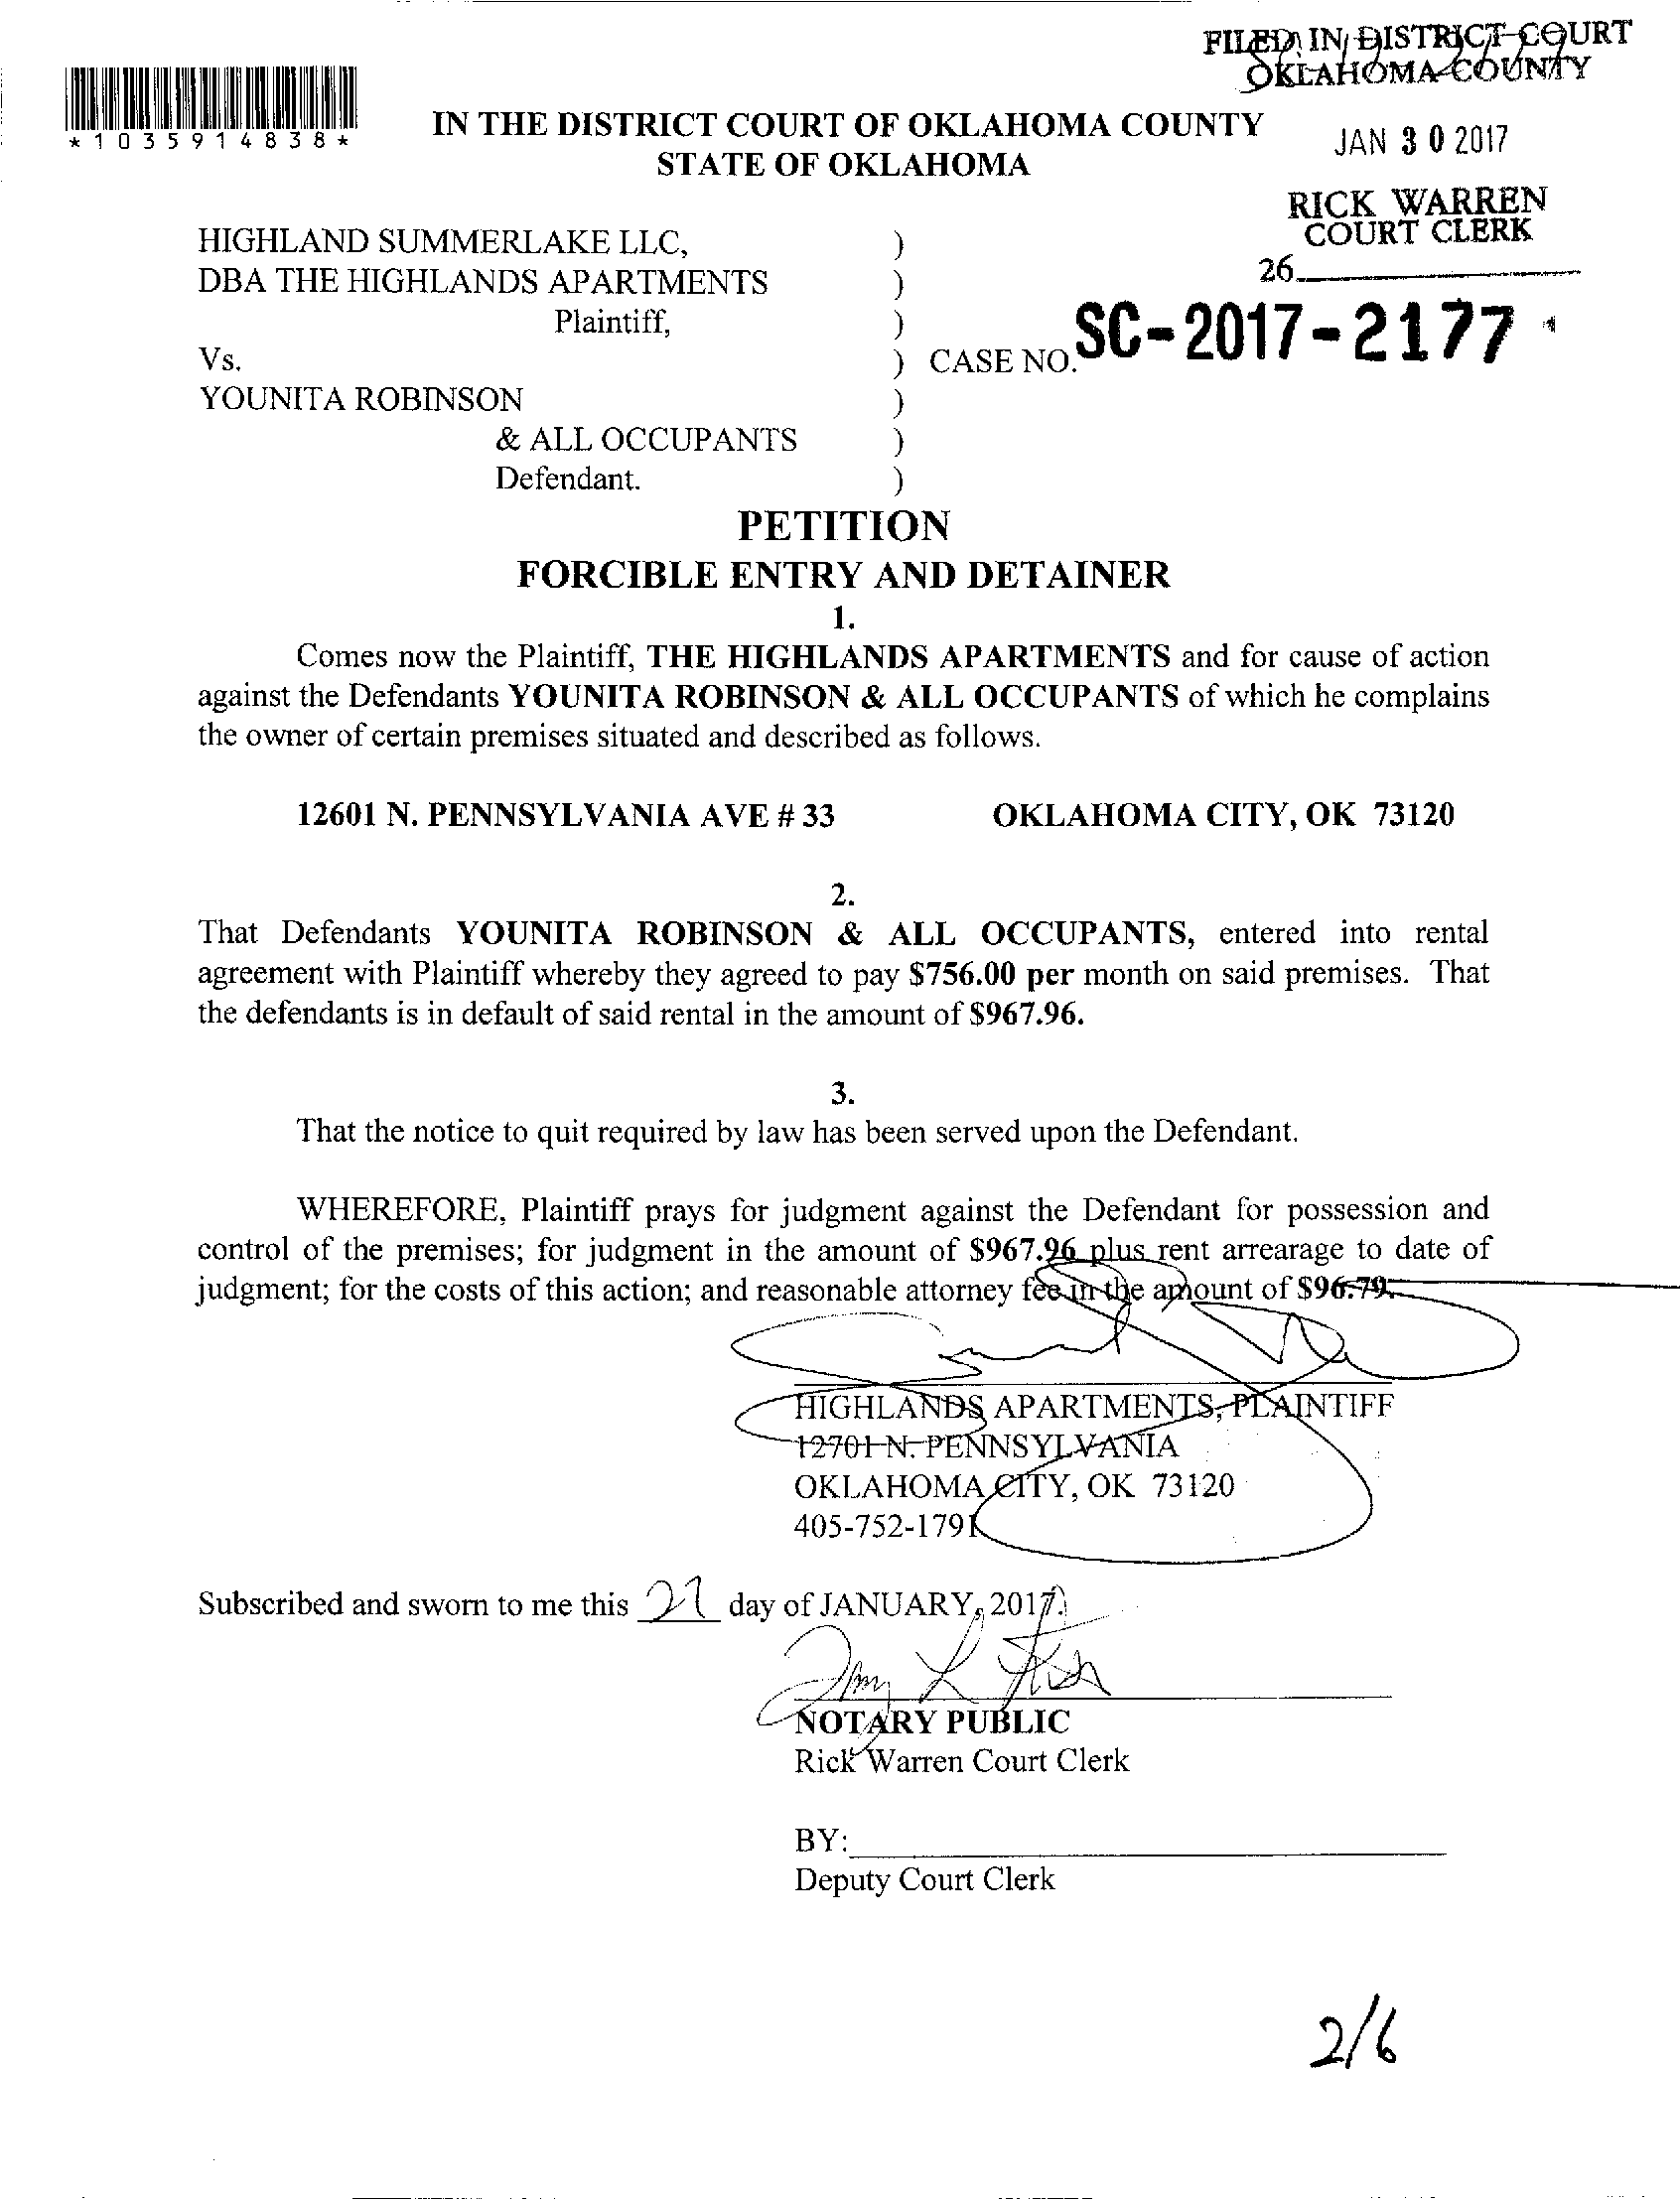 FILED IN DISTRICT COURT
OKLAHOMA COUNTY
*10359148 38*
IN THE DISTRICT COURT OF OKLAHOMA COUNTY
STATE OF OKLAHOMA
JAN 30 2017
RICK WARREN
COURT CLERK
26
HIGHLAND SUMMERLAKE LLC, )
DBA THE HIGHLANDS APARTMENTS )
Plaintiff, )
Vs. ) CASE NO. SC-2017-2177
YOUNITA ROBINSON )
& ALL OCCUPANTS )
Defendant. )
PETITION
FORCIBLE ENTRY AND DETAINER
1.
Comes now the Plaintiff, THE HIGHLANDS APARTMENTS and for cause of action
against the Defendants YOUNITA ROBINSON & ALL OCCUPANTS of which he complains
the owner of certain premises situated and described as follows.
12601 N. PENNSYLVANIA AVE # 33 OKLAHOMA CITY, OK 73120
2.
That Defendants YOUNITA ROBINSON & ALL OCCUPANTS, entered into rental
agreement with Plaintiff whereby they agreed to pay $756.00 per month on said premises. That
the defendants is in default of said rental in the amount of $967.96.
3.
That the notice to quit required by law has been served upon the Defendant.
WHEREFORE, Plaintiff prays for judgment against the Defendant for possession and
control of the premises; for judgment in the amount of $967.96 plus rent arrearage to date of
judgment; for the costs of this action; and reasonable attorney fee in the amount of $96.79.
HIGHLANDS APARTMENTS, PLAINTIFF
12701 N. PENNSYLVANIA
OKLAHOMA CITY, OK 73120
405-752-1791
Subscribed and sworn to me this 27 day of JANUARY, 2017.
NOTARY PUBLIC
Rick Warren Court Clerk
BY:
Deputy Court Clerk
2/6